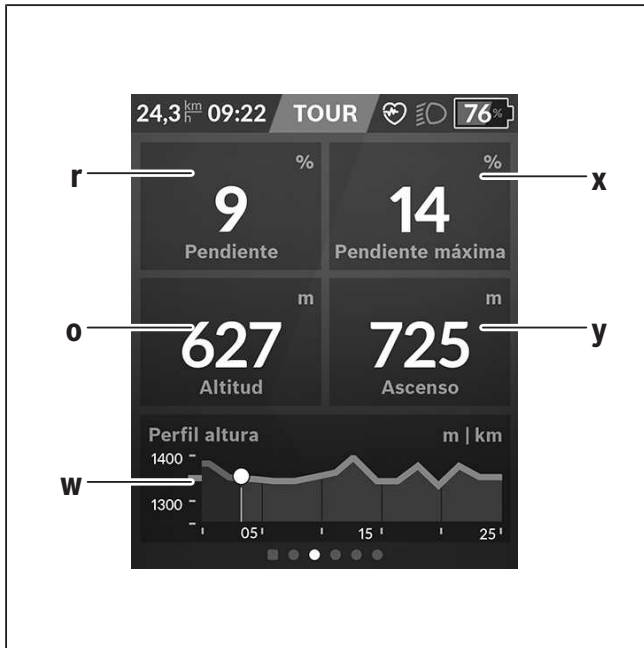 24,3 km/h 09:22 TOUR 76%
r % % x
9 14
Pendiente Pendiente máxima
m m
o y
627 725
Altitud Ascenso
Perfil altura m | km
1400
w
1300
05 15 25